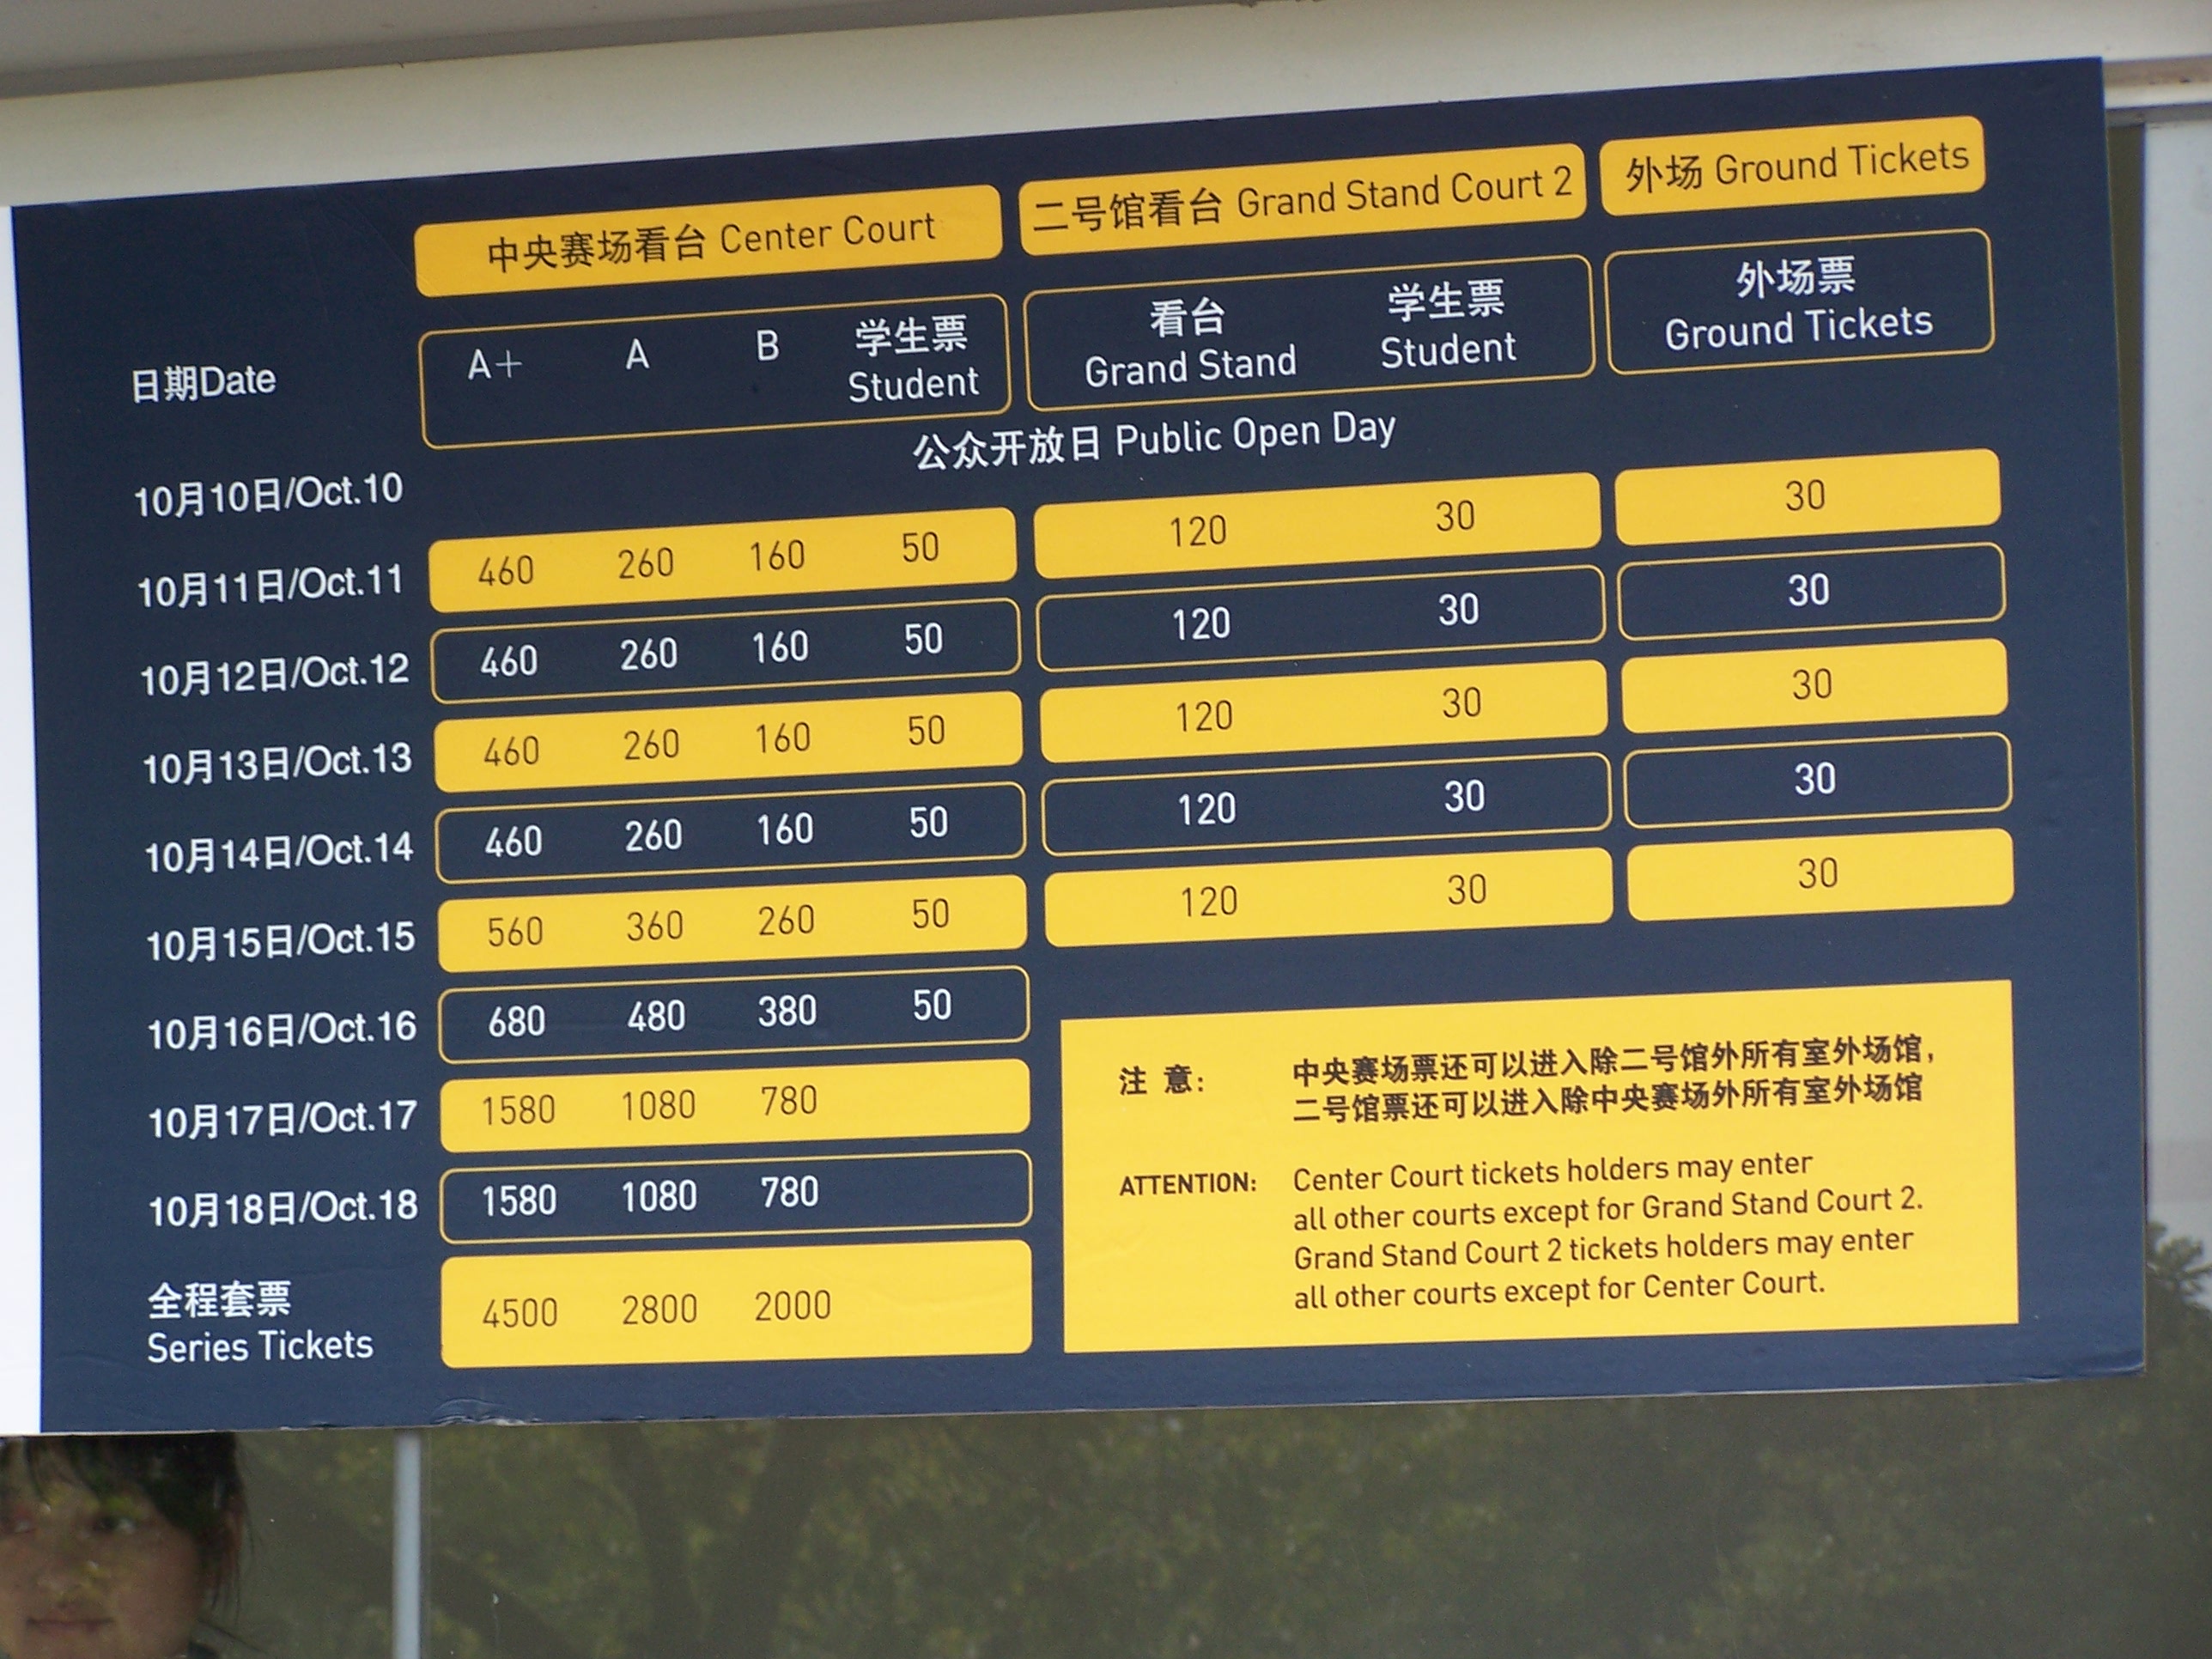 中央赛场看台 Center Court 二号馆看台 Grand Stand Court 2 外场 Ground Tickets
日期Date A+ A B 学生票 Student 看台 Grand Stand 学生票 Student 外场票 Ground Tickets
10月10日/Oct.10 公众开放日 Public Open Day
10月11日/Oct.11 460 260 160 50 120 30 30
10月12日/Oct.12 460 260 160 50 120 30 30
10月13日/Oct.13 460 260 160 50 120 30 30
10月14日/Oct.14 460 260 160 50 120 30 30
10月15日/Oct.15 560 360 260 50 120 30 30
10月16日/Oct.16 680 480 380 50
10月17日/Oct.17 1580 1080 780
10月18日/Oct.18 1580 1080 780
全程套票
Series Tickets 4500 2800 2000
注 意: 中央赛场票还可以进入除二号馆外所有室外场馆,
二号馆票还可以进入除中央赛场外所有室外场馆
ATTENTION: Center Court tickets holders may enter
all other courts except for Grand Stand Court 2.
Grand Stand Court 2 tickets holders may enter
all other courts except for Center Court.